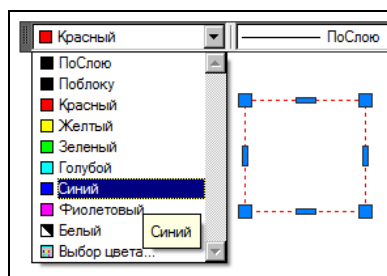 Красный ПоСлою
ПоСлою
Поблоку
Красный
Желтый
Зеленый
Голубой
Синий
Фиолетовый
Белый Синий
Выбор цвета...